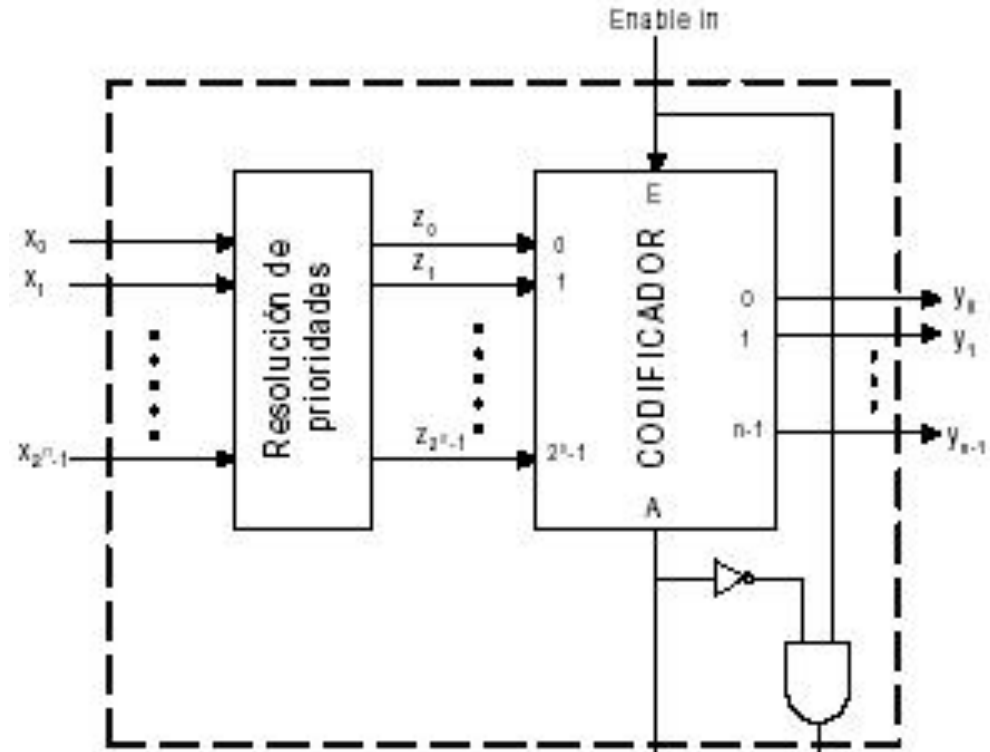 Enable in
E
x₀
x₁
x₂ⁿ₋₁
Resolución de
prioridades
z₀
z₁
z₂ⁿ₋₁
0
1
2ⁿ-1
CODIFICADOR
0
1
n-1
A
y₀
y₁
yₙ₋₁